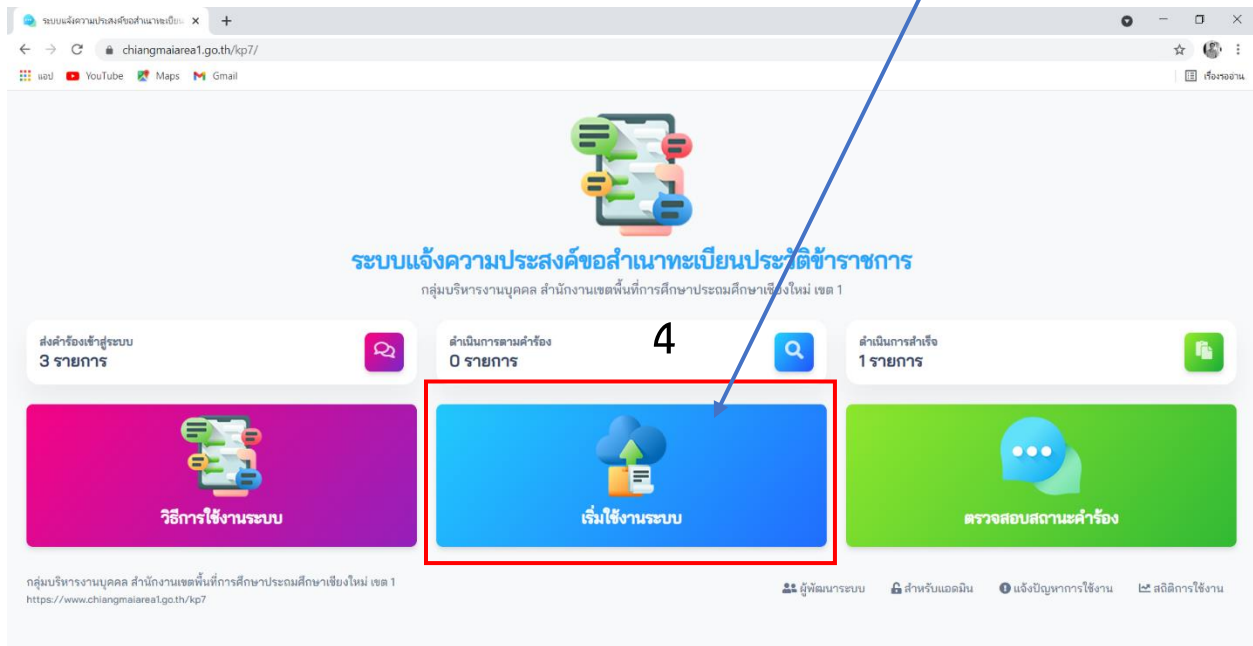 ระบบแจ้งความประสงค์ขอสำเนาทะเบียน
chiangmaiarea1.go.th/kp7/
แอป YouTube Maps Gmail เรื่องรออ่าน
ระบบแจ้งความประสงค์ขอสำเนาทะเบียนประวัติข้าราชการ
กลุ่มบริหารงานบุคคล สำนักงานเขตพื้นที่การศึกษาประถมศึกษาเชียงใหม่ เขต 1
ส่งคำร้องเข้าสู่ระบบ
3 รายการ
ดำเนินการตามคำร้อง
0 รายการ
4
ดำเนินการสำเร็จ
1 รายการ
วิธีการใช้งานระบบ
เริ่มใช้งานระบบ
ตรวจสอบสถานะคำร้อง
กลุ่มบริหารงานบุคคล สำนักงานเขตพื้นที่การศึกษาประถมศึกษาเชียงใหม่ เขต 1
https://www.chiangmaiarea1.go.th/kp7
ผู้พัฒนาระบบ สำหรับแอดมิน แจ้งปัญหาการใช้งาน สถิติการใช้งาน